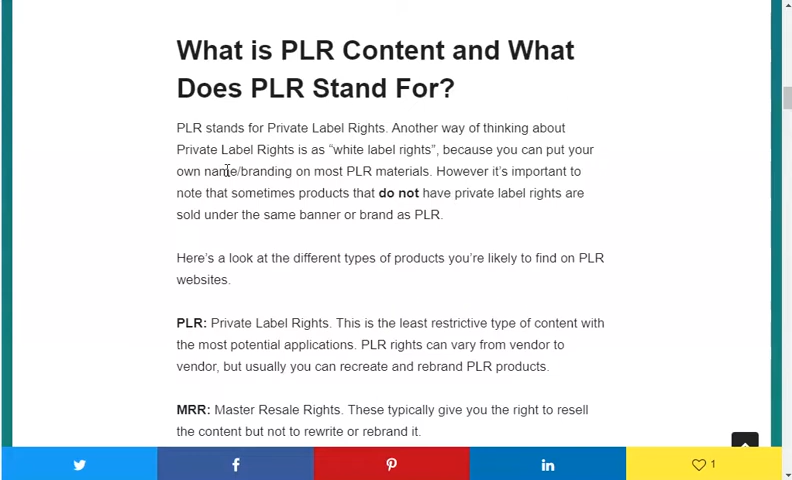 What is PLR Content and What
Does PLR Stand For?
PLR stands for Private Label Rights. Another way of thinking about
Private Label Rights is as “white label rights”, because you can put your
own name/branding on most PLR materials. However it’s important to
note that sometimes products that do not have private label rights are
sold under the same banner or brand as PLR.
Here’s a look at the different types of products you’re likely to find on PLR
websites.
PLR: Private Label Rights. This is the least restrictive type of content with
the most potential applications. PLR rights can vary from vendor to
vendor, but usually you can recreate and rebrand PLR products.
MRR: Master Resale Rights. These typically give you the right to resell
the content but not to rewrite or rebrand it.
1